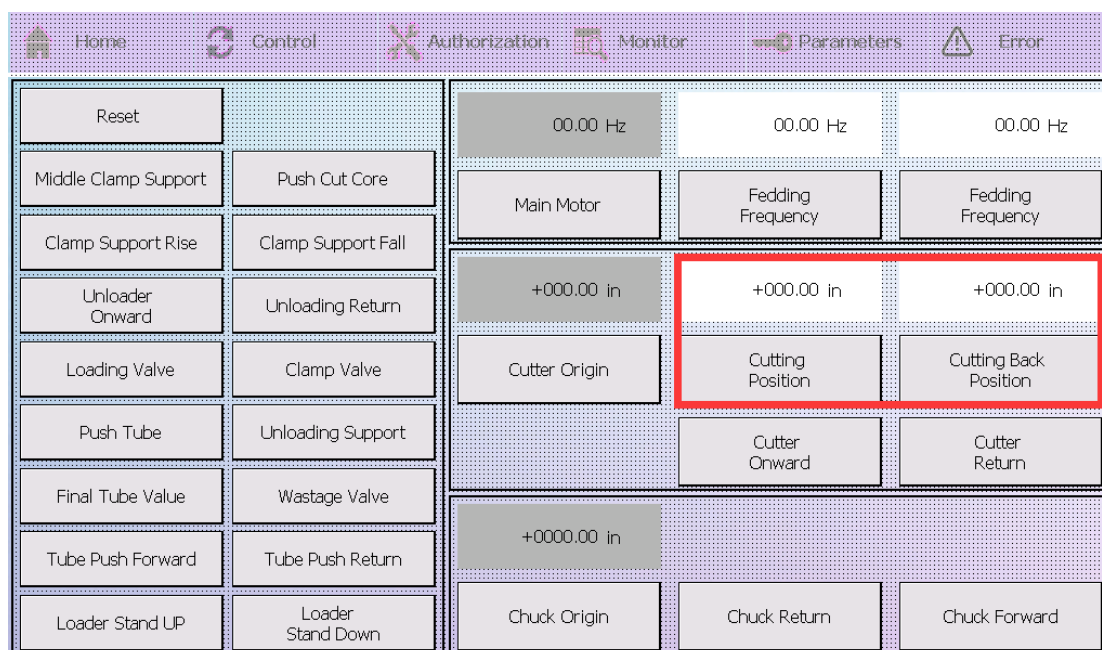 Home Control Authorization Monitor Parameters Error
Reset
Middle Clamp Support Push Cut Core
Clamp Support Rise Clamp Support Fall
Unloader
Onward
Unloading Return
Loading Valve Clamp Valve
Push Tube Unloading Support
Final Tube Value Wastage Valve
Tube Push Forward Tube Push Return
Loader Stand UP
Loader
Stand Down
00.00 Hz 00.00 Hz 00.00 Hz
Main Motor
Fedding
Frequency
Fedding
Frequency
+000.00 in +000.00 in +000.00 in
Cutter Origin
Cutting
Position
Cutting Back
Position
Cutter
Onward
Cutter
Return
+0000.00 in
Chuck Origin Chuck Return Chuck Forward